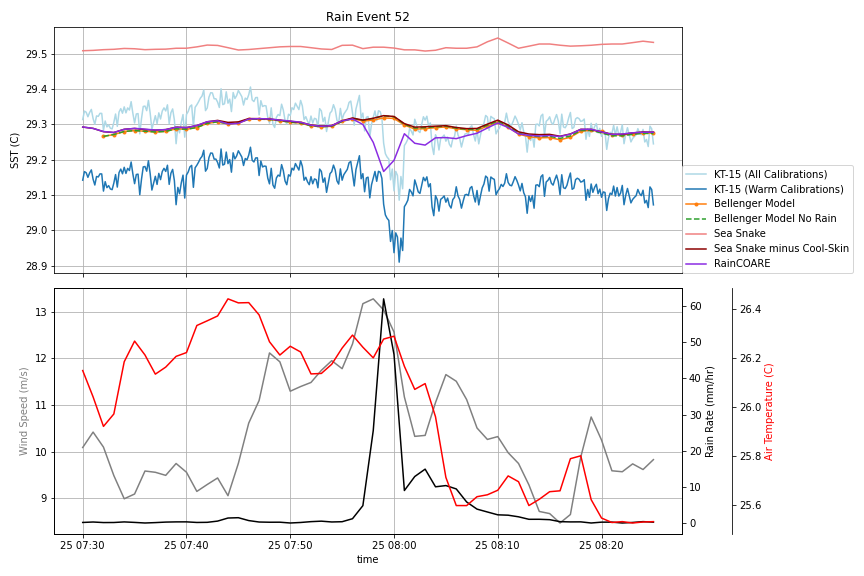 Rain Event 52
SST (C)
29.5
29.4
29.3
29.2
29.1
29.0
28.9
KT-15 (All Calibrations)
KT-15 (Warm Calibrations)
Bellenger Model
Bellenger Model No Rain
Sea Snake
Sea Snake minus Cool-Skin
RainCOARE
Wind Speed (m/s)
13
12
11
10
9
60
50
40
30
20
10
0
Rain Rate (mm/hr)
26.4
26.2
26.0
25.8
25.6
Air Temperature (C)
25 07:30 25 07:40 25 07:50 25 08:00 25 08:10 25 08:20
time